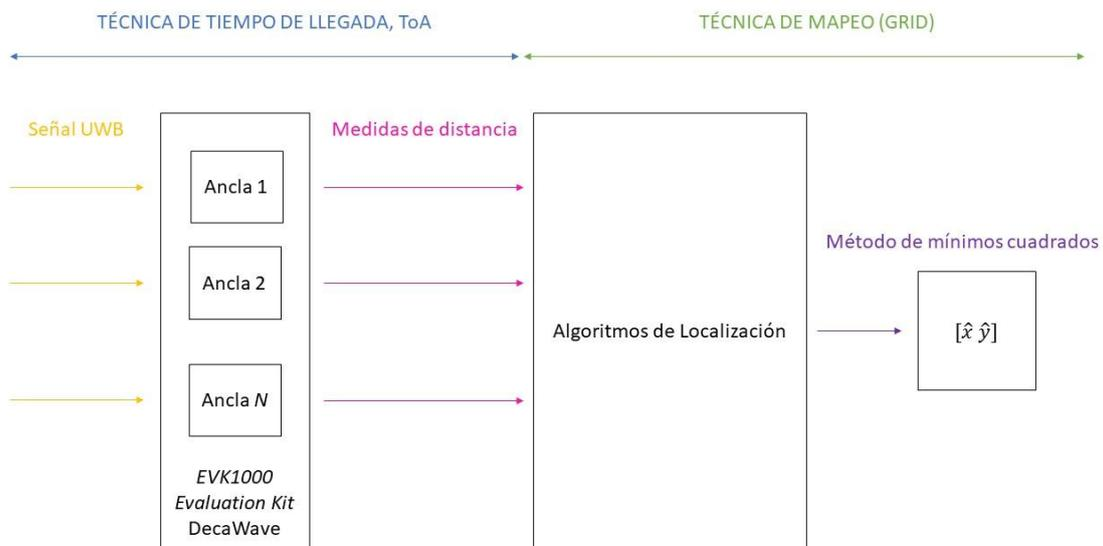 TÉCNICA DE TIEMPO DE LLEGADA, ToA
TÉCNICA DE MAPEO (GRID)
Señal UWB
Medidas de distancia
Ancla 1
Ancla 2
Ancla N
EVK1000
Evaluation Kit
DecaWave
Algoritmos de Localización
Método de mínimos cuadrados
[x̂ ŷ]